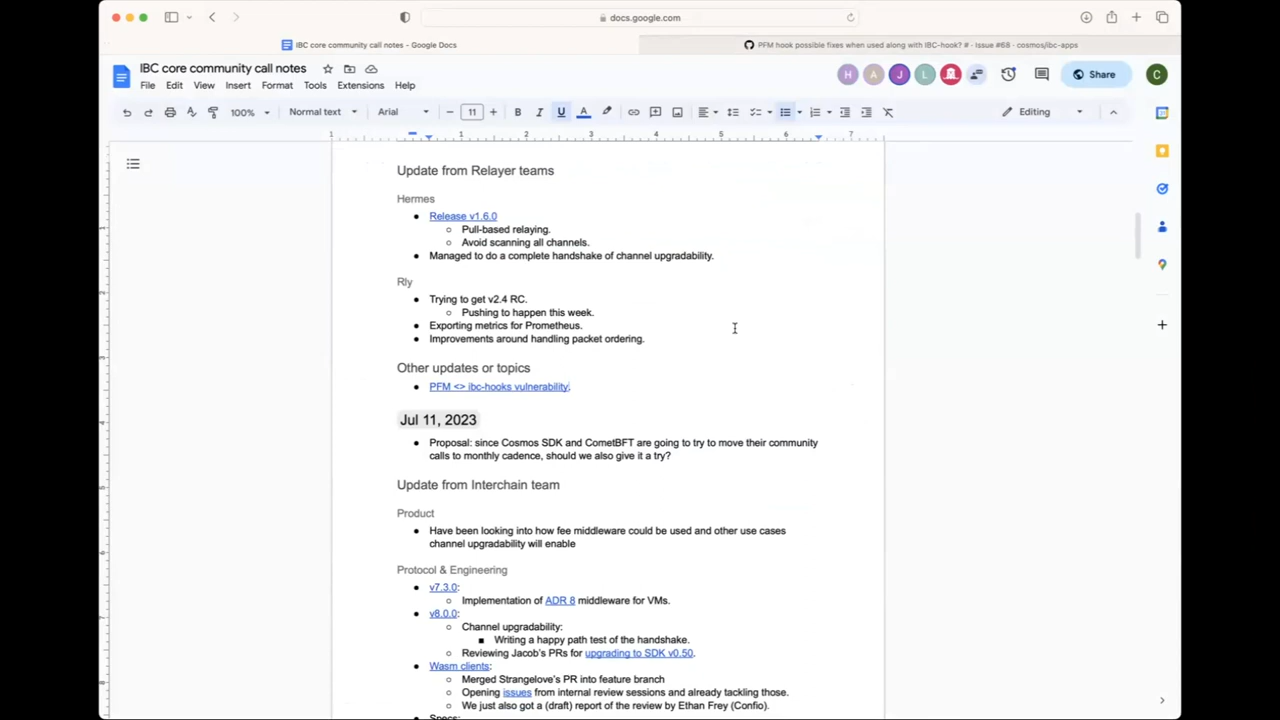 docs.google.com
IBC core community call notes - Google Docs
PFM hook possible fixes when used along with IBC-hook? # · Issue #68 · cosmos/ibc-apps
IBC core community call notes
File Edit View Insert Format Tools Extensions Help
H A J L Share C
100% Normal text Arial 11 B I U A Editing
1 1 2 3 4 5 6 7
Update from Relayer teams
Hermes
Release v1.6.0
Pull-based relaying.
Avoid scanning all channels.
Managed to do a complete handshake of channel upgradability.
Rly
Trying to get v2.4 RC.
Pushing to happen this week.
Exporting metrics for Prometheus.
Improvements around handling packet ordering.
Other updates or topics
PFM <> ibc-hooks vulnerability.
Jul 11, 2023
Proposal: since Cosmos SDK and CometBFT are going to try to move their community
calls to monthly cadence, should we also give it a try?
Update from Interchain team
Product
Have been looking into how fee middleware could be used and other use cases
channel upgradability will enable
Protocol & Engineering
v7.3.0:
Implementation of ADR 8 middleware for VMs.
v8.0.0:
Channel upgradability:
Writing a happy path test of the handshake.
Reviewing Jacob's PRs for upgrading to SDK v0.50.
Wasm clients:
Merged Strangelove's PR into feature branch
Opening issues from internal review sessions and already tackling those.
We just also got a (draft) report of the review by Ethan Frey (Confio).
Specs: